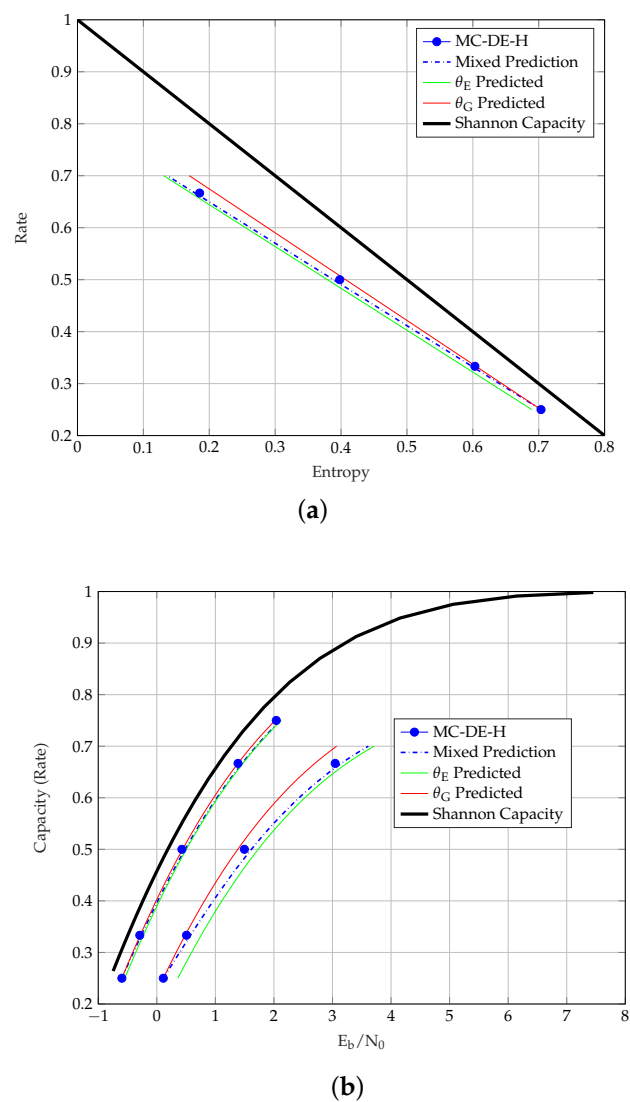 1
0.9
0.8
0.7
0.6
0.5
0.4
0.3
0.2
Rate
MC-DE-H
Mixed Prediction
θE Predicted
θG Predicted
Shannon Capacity
0 0.1 0.2 0.3 0.4 0.5 0.6 0.7 0.8
Entropy
(a)
1
0.9
0.8
0.7
0.6
0.5
0.4
0.3
0.2
Capacity (Rate)
MC-DE-H
Mixed Prediction
θE Predicted
θG Predicted
Shannon Capacity
−1 0 1 2 3 4 5 6 7 8
Eb/N0
(b)